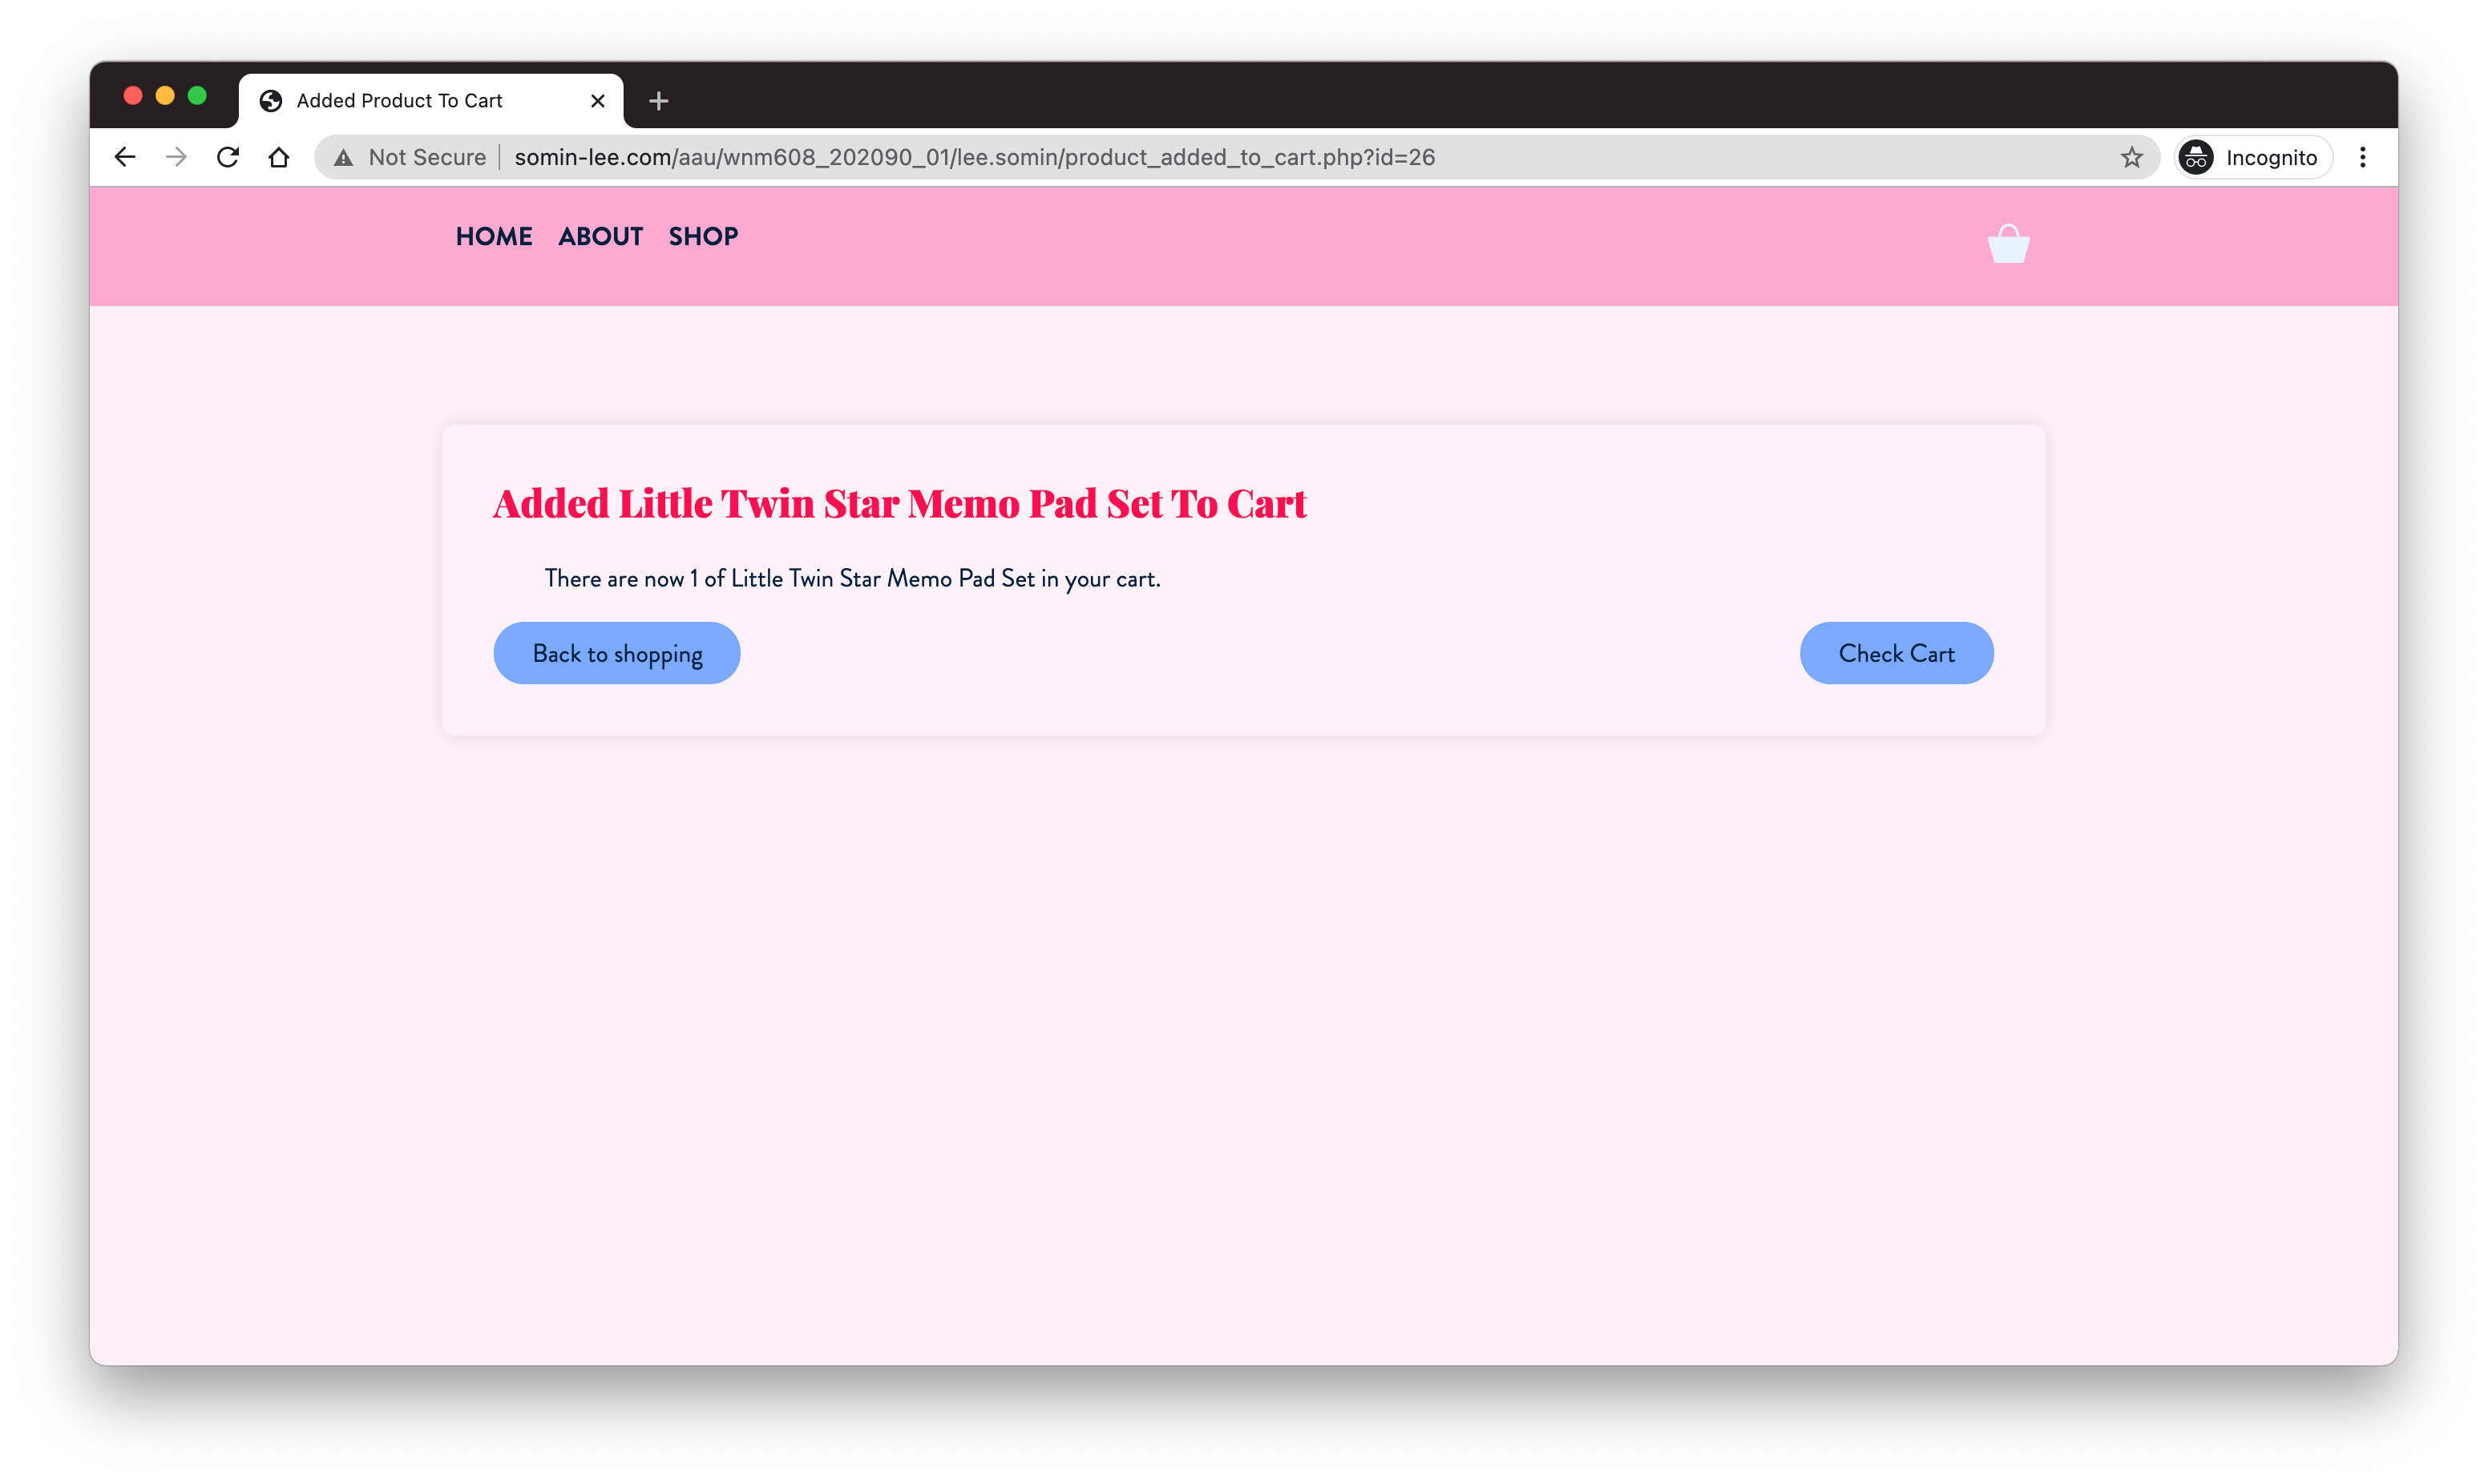 Added Product To Cart
Not Secure somin-lee.com/aau/wnm608_202090_01/lee.somin/product_added_to_cart.php?id=26 Incognito
HOME ABOUT SHOP
Added Little Twin Star Memo Pad Set To Cart
There are now 1 of Little Twin Star Memo Pad Set in your cart.
Back to shopping Check Cart